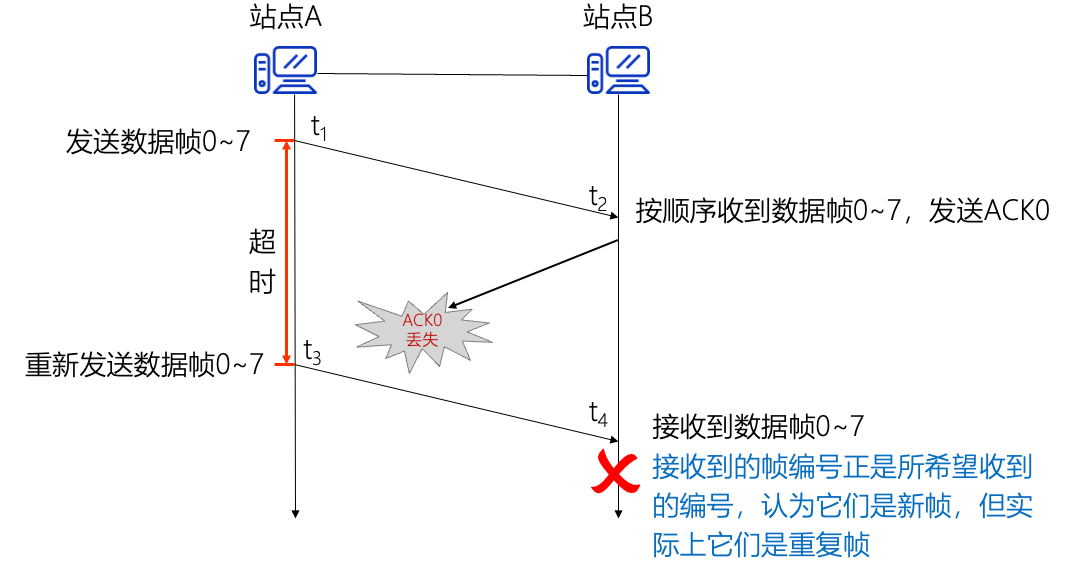 站点A
站点B
发送数据帧0~7
t1
t2
按顺序收到数据帧0~7，发送ACK0
超
时
ACK0
丢失
重新发送数据帧0~7
t3
t4
接收到数据帧0~7
接收到的帧编号正是所希望收到
的编号，认为它们是新帧，但实
际上它们是重复帧